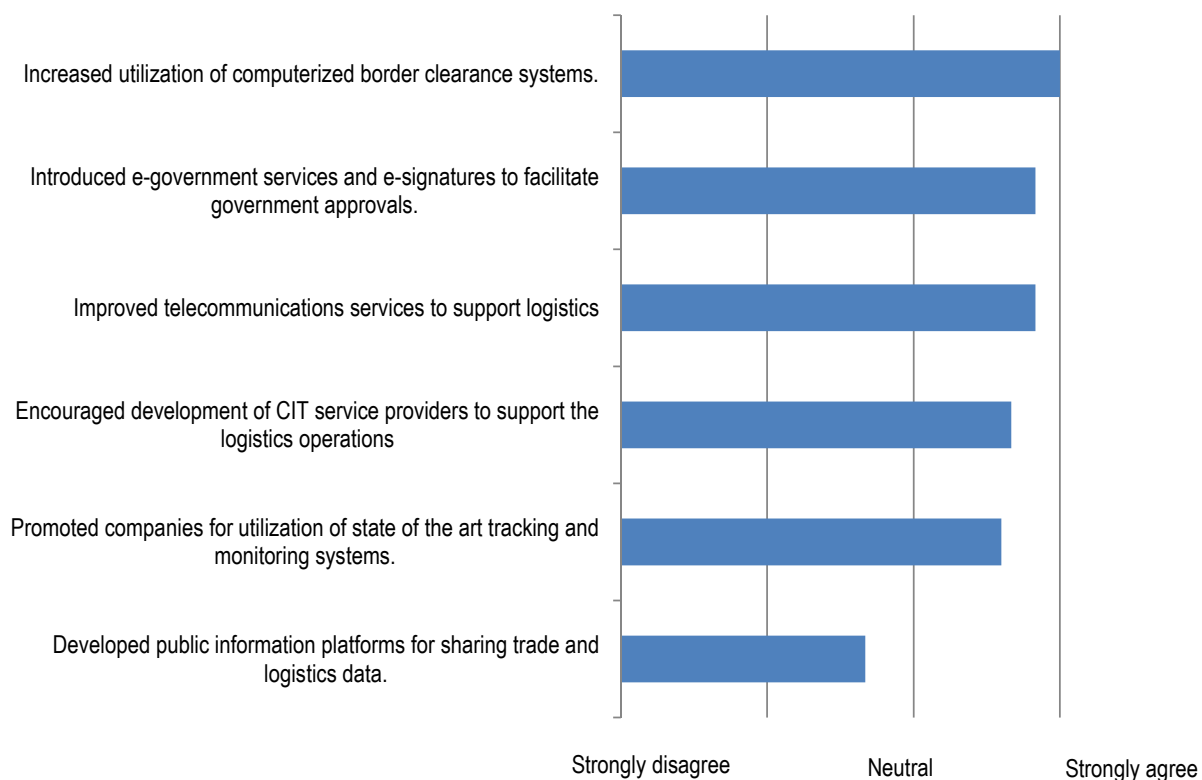 Increased utilization of computerized border clearance systems.
Introduced e-government services and e-signatures to facilitate
government approvals.
Improved telecommunications services to support logistics
Encouraged development of CIT service providers to support the
logistics operations
Promoted companies for utilization of state of the art tracking and
monitoring systems.
Developed public information platforms for sharing trade and
logistics data.
Strongly disagree Neutral Strongly agree